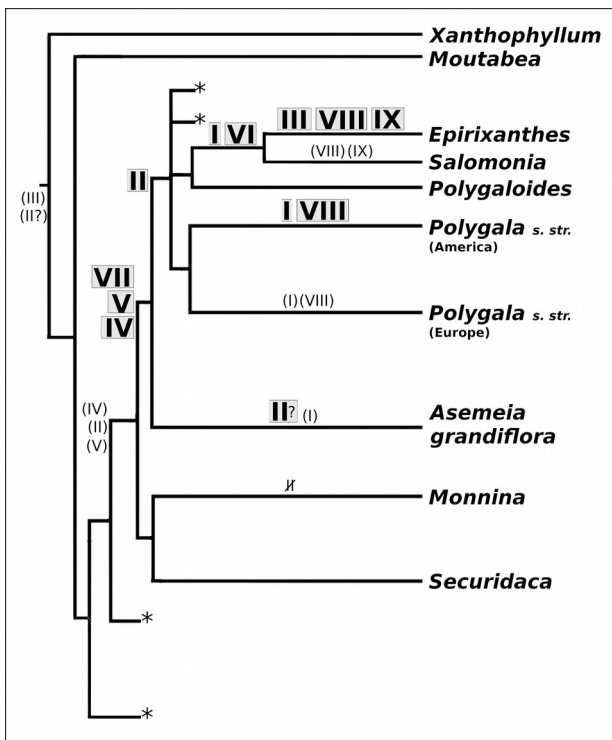 Xanthophyllum
Moutabea
*
*
I VI
III VIII IX
Epirixanthes
(VIII) (IX)
Salomonia
II
Polygaloides
(III)
(II?)
I VIII
Polygala s. str.
(America)
VII
V
IV
(I)(VIII)
Polygala s. str.
(Europe)
(IV)
(II)
(V)
II? (I)
Asemeia
grandiflora
Monnina
Securidaca
*
*